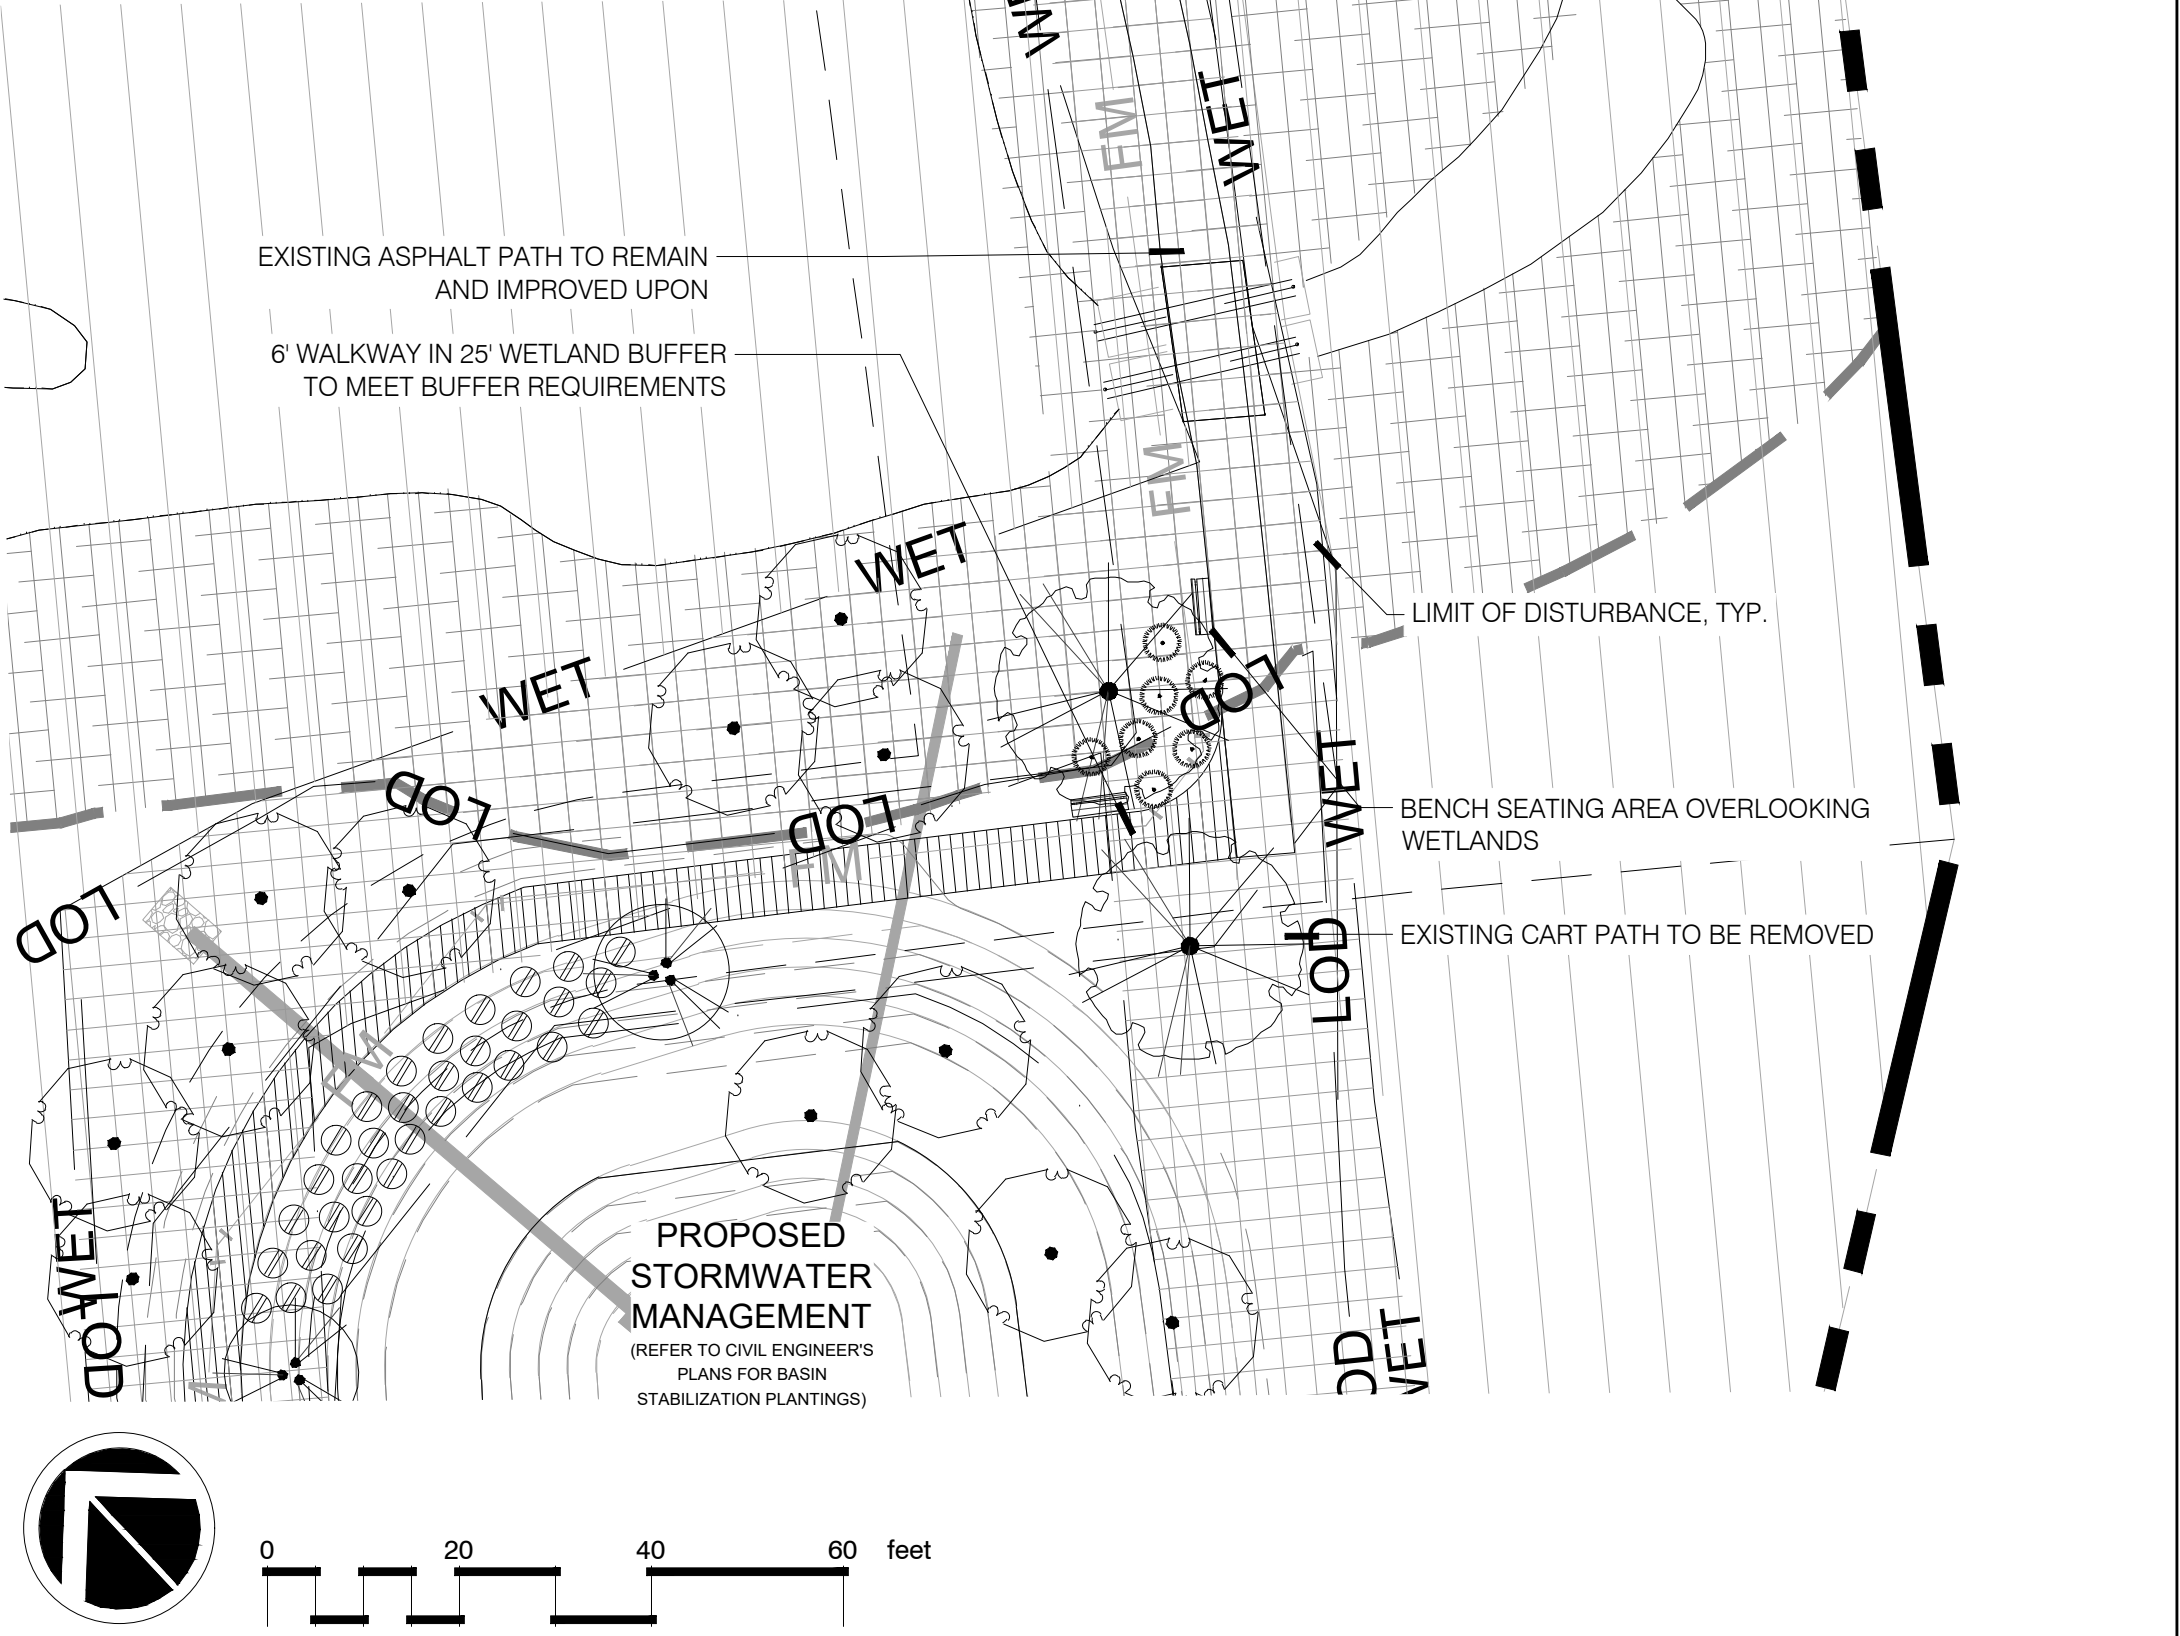 WET
FM
EXISTING ASPHALT PATH TO REMAIN
AND IMPROVED UPON
6' WALKWAY IN 25' WETLAND BUFFER
TO MEET BUFFER REQUIREMENTS
FM
WET
LIMIT OF DISTURBANCE, TYP.
WET
LOD
WET
LOD
LOD
FM
BENCH SEATING AREA OVERLOOKING
WETLANDS
LOD
EXISTING CART PATH TO BE REMOVED
LOD
FM
WET
LOD
PROPOSED
STORMWATER
MANAGEMENT
(REFER TO CIVIL ENGINEER'S
PLANS FOR BASIN
STABILIZATION PLANTINGS)
0 20 40 60 feet